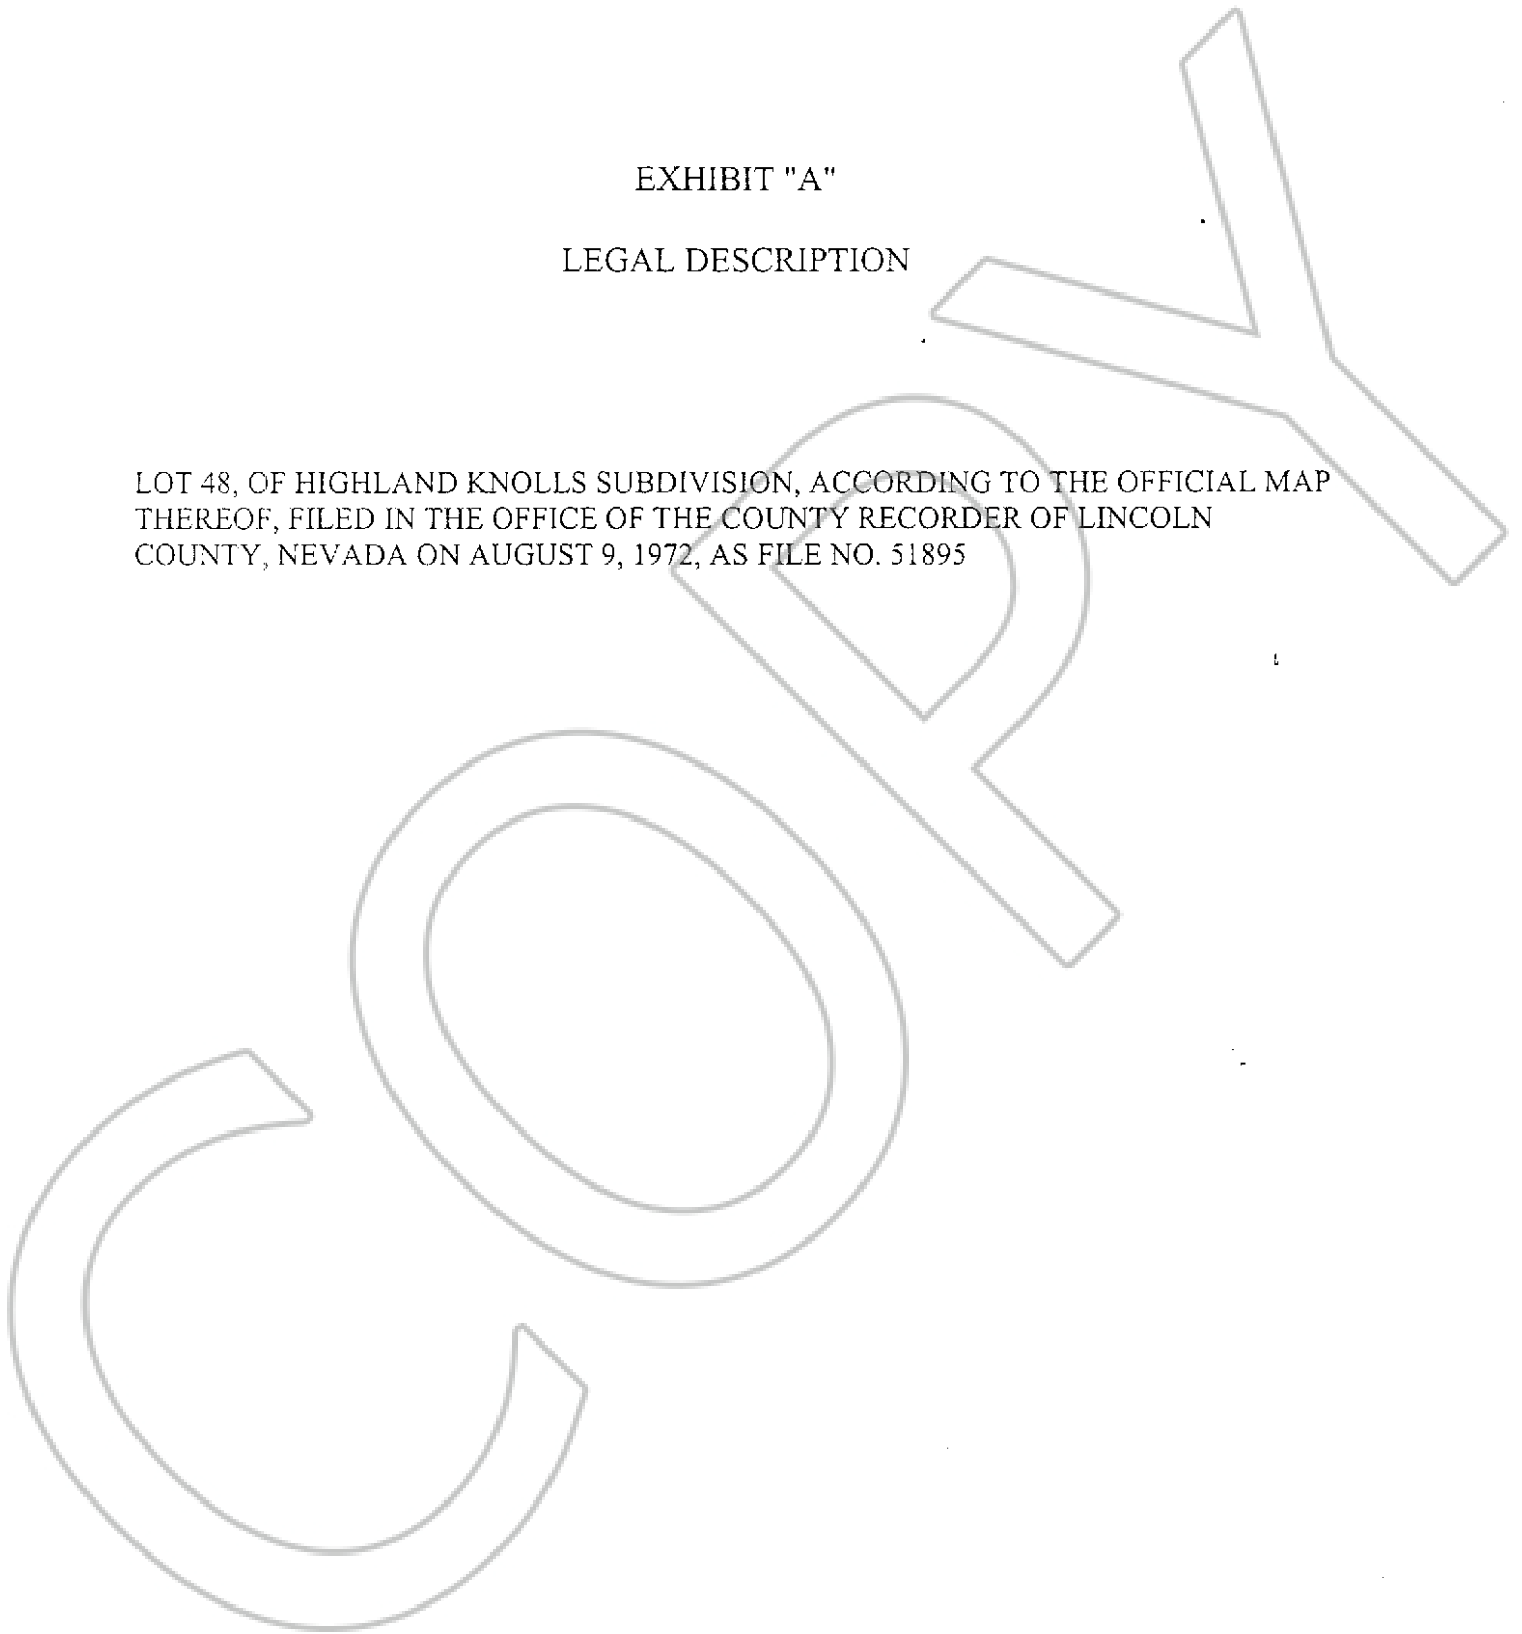 EXHIBIT "A"
LEGAL DESCRIPTION
LOT 48, OF HIGHLAND KNOLLS SUBDIVISION, ACCORDING TO THE OFFICIAL MAP
THEREOF, FILED IN THE OFFICE OF THE COUNTY RECORDER OF LINCOLN
COUNTY, NEVADA ON AUGUST 9, 1972, AS FILE NO. 51895
COPY